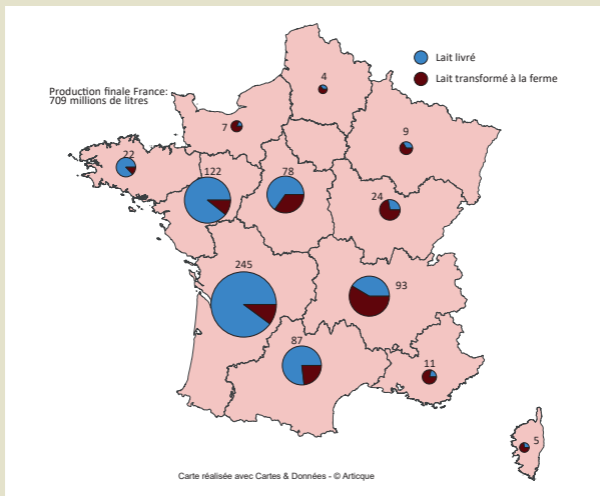 Lait livré
Lait transformé à la ferme
Production finale France:
709 millions de litres
4
7
9
22
122
78
24
245
93
87
11
5
Carte réalisée avec Cartes & Données - © Articque